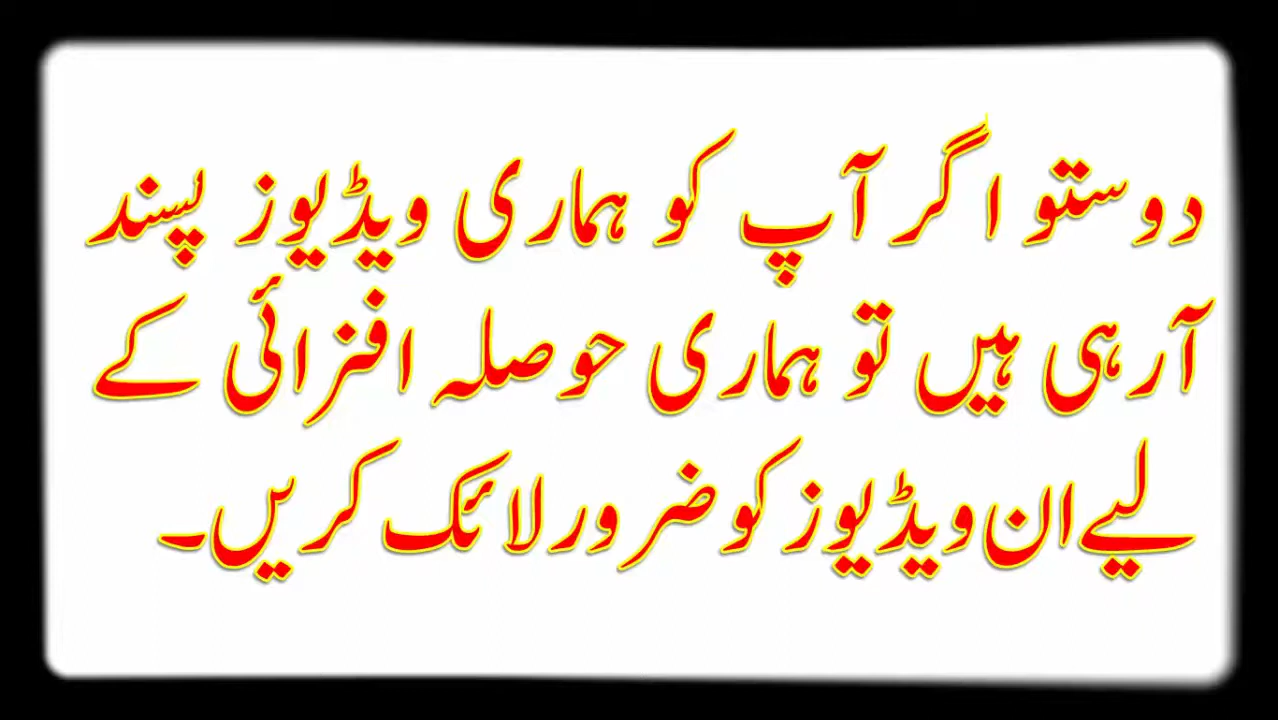 دوستو اگر آپ کو ہماری ویڈیوز پسند
آرہی ہیں تو ہماری حوصلہ افزائی کے
لیے ان ویڈیوز کو ضرور لائک کریں۔